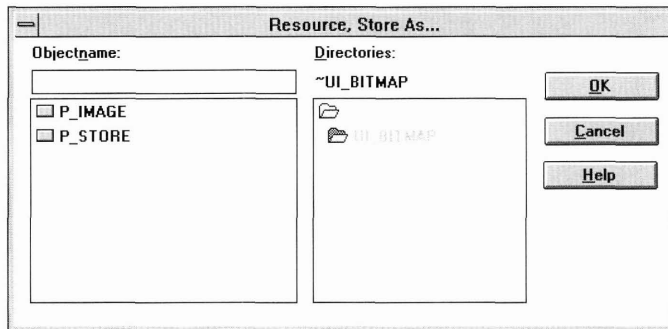 Resource, Store As...
Objectname:
Directories:
~UI_BITMAP
P_IMAGE
P_STORE
UI_BITMAP
OK
Cancel
Help